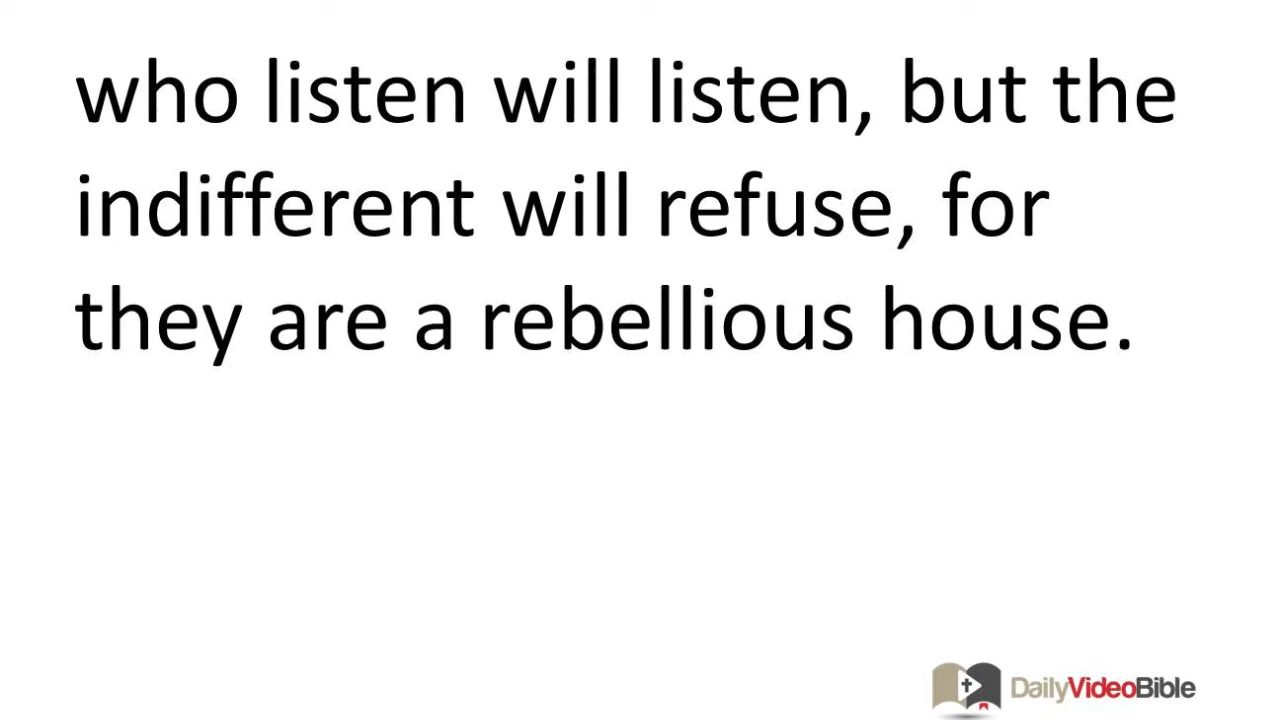 who listen will listen, but the
indifferent will refuse, for
they are a rebellious house.
DailyVideoBible